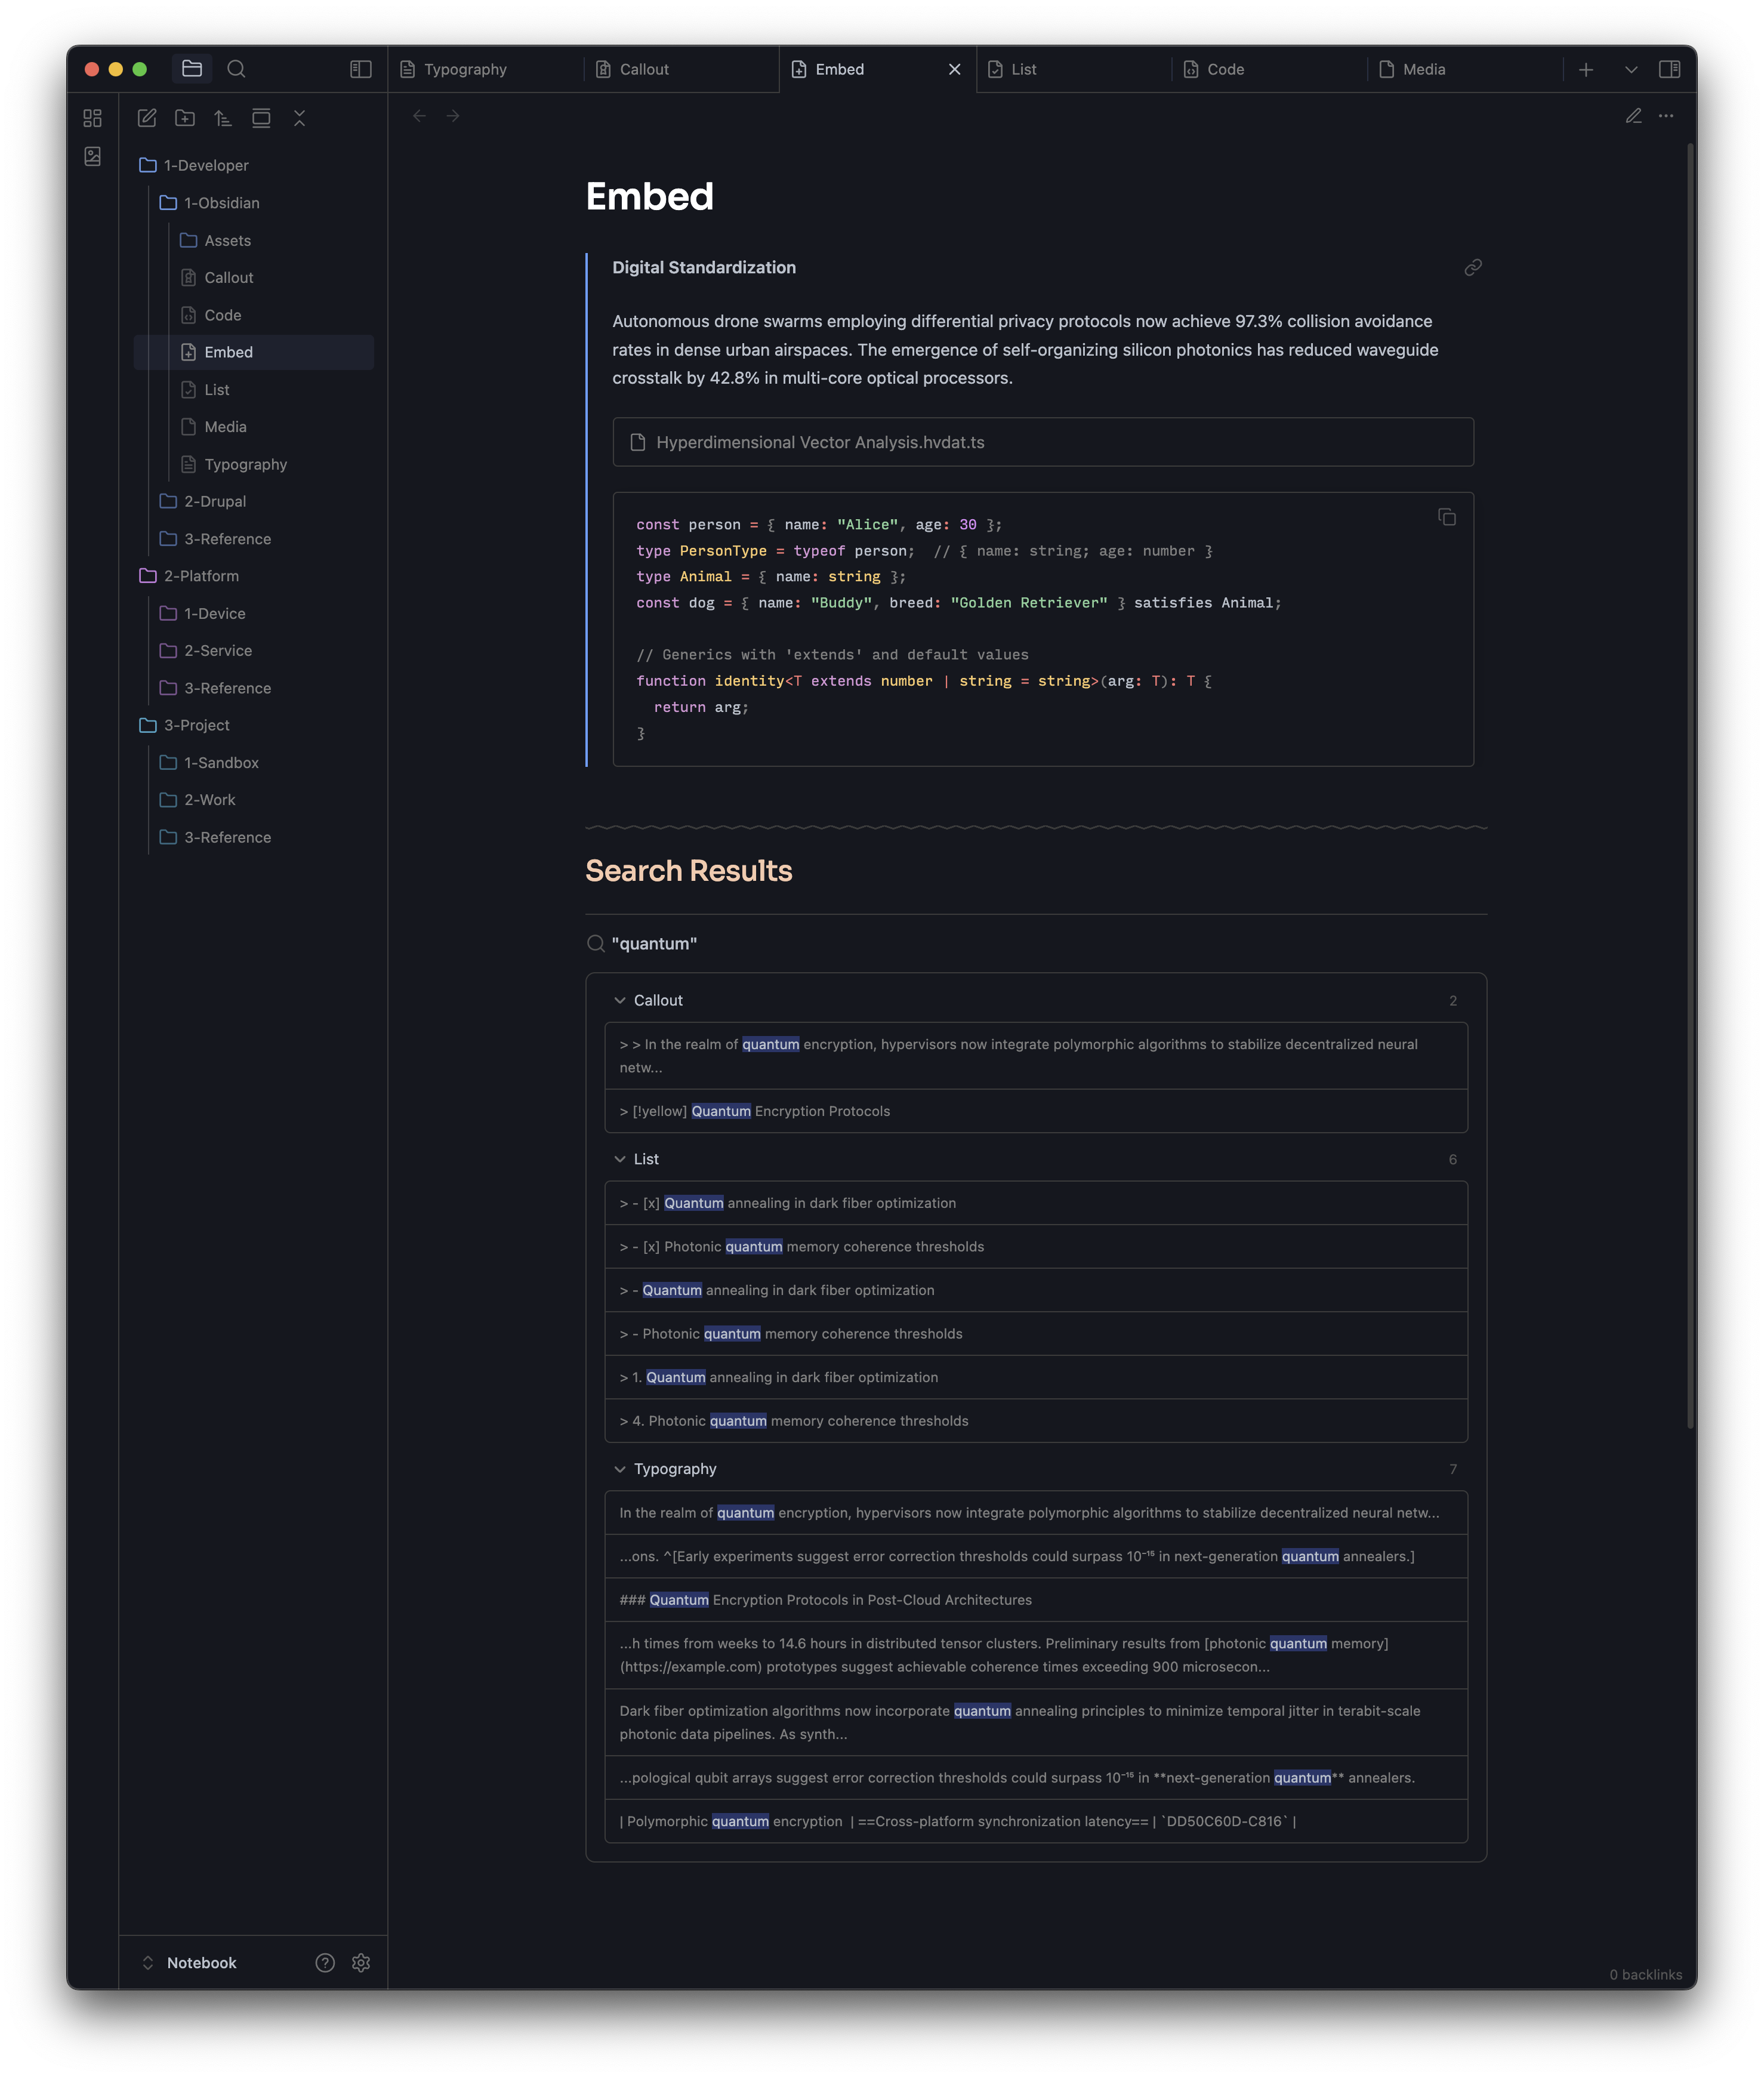 Typography
Callout
Embed
List
Code
Media
1-Developer
1-Obsidian
Assets
Callout
Code
Embed
List
Media
Typography
2-Drupal
3-Reference
2-Platform
1-Device
2-Service
3-Reference
3-Project
1-Sandbox
2-Work
3-Reference
Notebook
Embed
Digital Standardization
Autonomous drone swarms employing differential privacy protocols now achieve 97.3% collision avoidance
rates in dense urban airspaces. The emergence of self-organizing silicon photonics has reduced waveguide
crosstalk by 42.8% in multi-core optical processors.
Hyperdimensional Vector Analysis.hvdat.ts
const person = { name: "Alice", age: 30 };
type PersonType = typeof person;  // { name: string; age: number }
type Animal = { name: string };
const dog = { name: "Buddy", breed: "Golden Retriever" } satisfies Animal;
// Generics with 'extends' and default values
function identity<T extends number | string = string>(arg: T): T {
  return arg;
}
Search Results
"quantum"
Callout 2
> > In the realm of quantum encryption, hypervisors now integrate polymorphic algorithms to stabilize decentralized neural
netw...
> [!yellow] Quantum Encryption Protocols
List 6
> - [x] Quantum annealing in dark fiber optimization
> - [x] Photonic quantum memory coherence thresholds
> - Quantum annealing in dark fiber optimization
> - Photonic quantum memory coherence thresholds
> 1. Quantum annealing in dark fiber optimization
> 4. Photonic quantum memory coherence thresholds
Typography 7
In the realm of quantum encryption, hypervisors now integrate polymorphic algorithms to stabilize decentralized neural netw...
...ons. ^[Early experiments suggest error correction thresholds could surpass 10⁻¹⁵ in next-generation quantum annealers.]
### Quantum Encryption Protocols in Post-Cloud Architectures
...h times from weeks to 14.6 hours in distributed tensor clusters. Preliminary results from [photonic quantum memory]
(https://example.com) prototypes suggest achievable coherence times exceeding 900 microsecon...
Dark fiber optimization algorithms now incorporate quantum annealing principles to minimize temporal jitter in terabit-scale
photonic data pipelines. As synth...
...pological qubit arrays suggest error correction thresholds could surpass 10⁻¹⁵ in **next-generation quantum** annealers.
| Polymorphic quantum encryption  | ==Cross-platform synchronization latency== | `DD50C60D-C816` |
0 backlinks